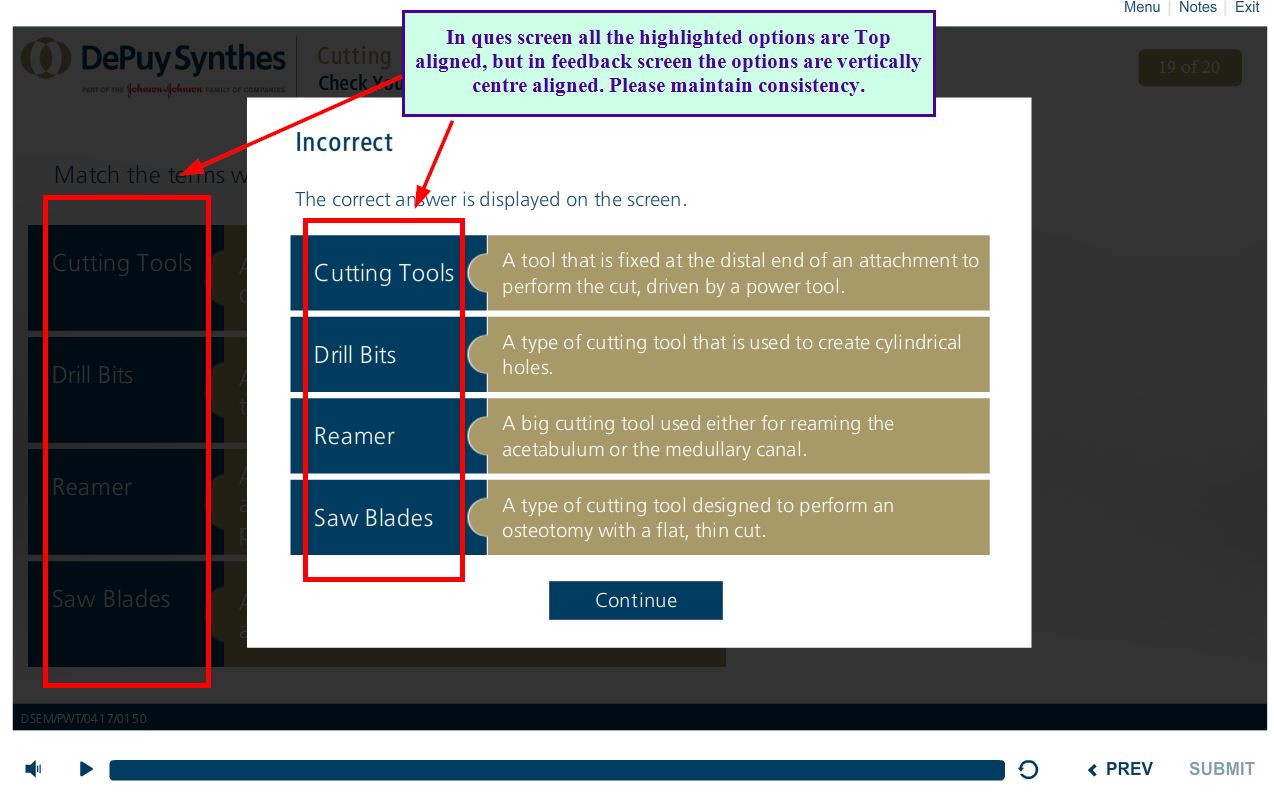 Menu | Notes | Exit
In ques screen all the highlighted options are Top
aligned, but in feedback screen the options are vertically
centre aligned. Please maintain consistency.
DePuy Synthes
PART OF THE Johnson & Johnson FAMILY OF COMPANIES
Cutting
Check You
19 of 20
Match the terms w
Cutting Tools
Drill Bits
Reamer
Saw Blades
Incorrect
The correct answer is displayed on the screen.
Cutting Tools
A tool that is fixed at the distal end of an attachment to
perform the cut, driven by a power tool.
Drill Bits
A type of cutting tool that is used to create cylindrical
holes.
Reamer
A big cutting tool used either for reaming the
acetabulum or the medullary canal.
Saw Blades
A type of cutting tool designed to perform an
osteotomy with a flat, thin cut.
Continue
DSEM/PWT/0417/0150
PREV
SUBMIT